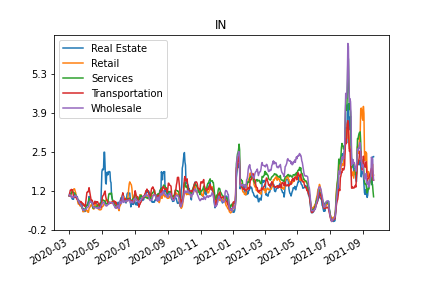 IN
Real Estate
Retail
Services
Transportation
Wholesale
5.3
3.9
2.5
1.2
-0.2
2020-03
2020-05
2020-07
2020-09
2020-11
2021-01
2021-03
2021-05
2021-07
2021-09